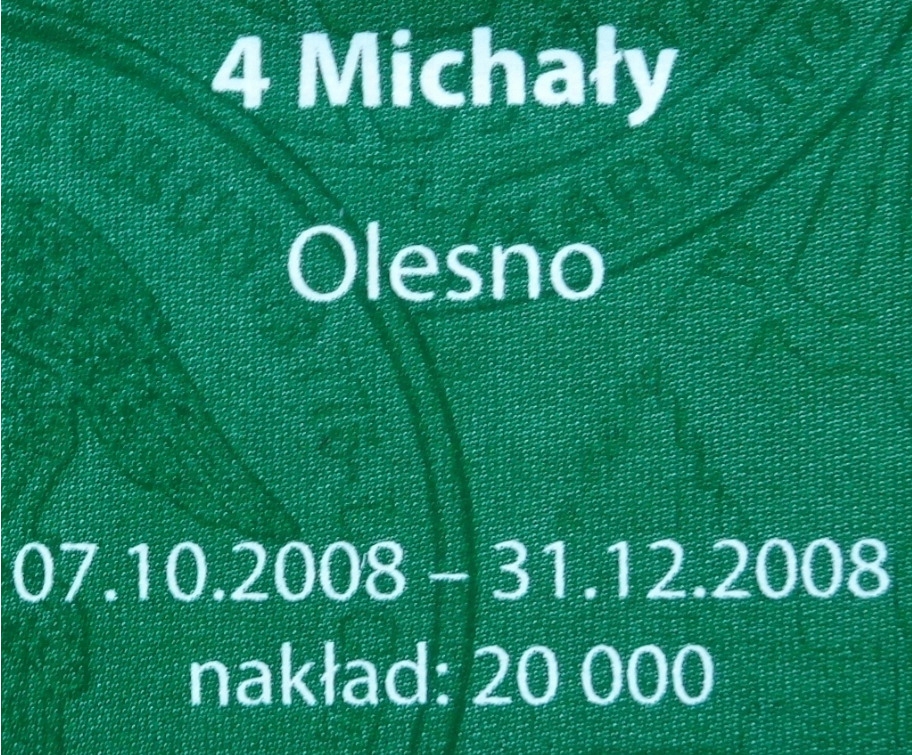 4 Michały
Olesno
07.10.2008 – 31.12.2008
nakład: 20 000